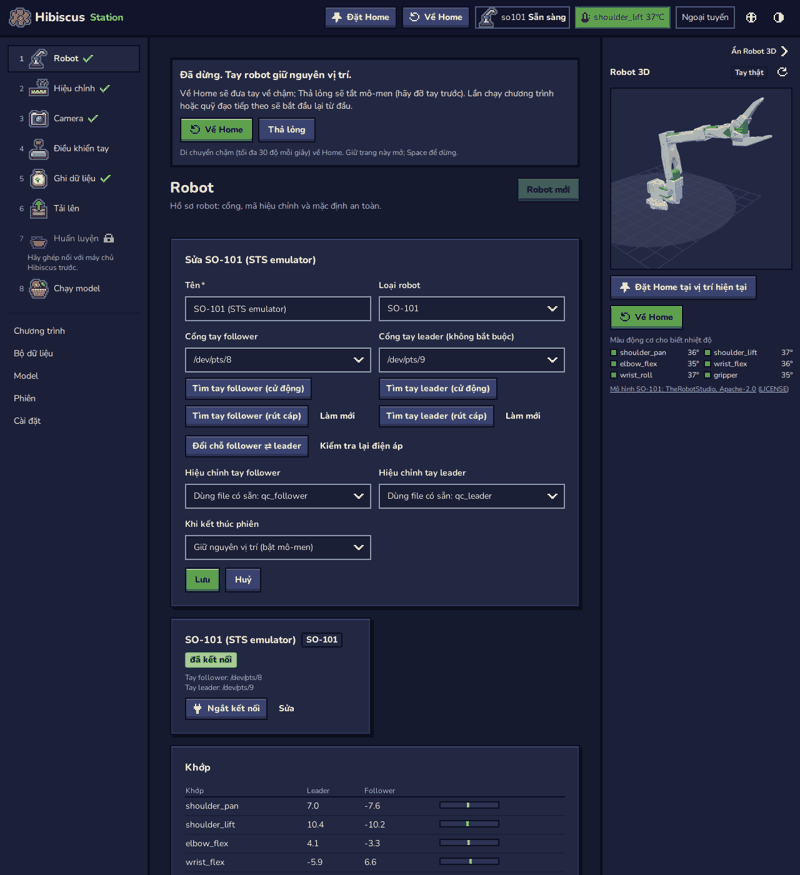 Hibiscus Station
Đặt Home
Về Home
so101 Sẵn sàng
shoulder_lift 37°C
Ngoại tuyến
1 Robot
2 Hiệu chỉnh
3 Camera
4 Điều khiển tay
5 Ghi dữ liệu
6 Tải lên
7 Huấn luyện
Hãy ghép nối với máy chủ
Hibiscus trước.
8 Chạy model
Chương trình
Bộ dữ liệu
Model
Phiên
Cài đặt
Đã dừng. Tay robot giữ nguyên vị trí.
Về Home sẽ đưa tay về chậm; Thả lỏng sẽ tắt mô-men (hãy đỡ tay trước). Lần chạy chương trình
hoặc quỹ đạo tiếp theo sẽ bắt đầu lại từ đầu.
Về Home
Thả lỏng
Di chuyển chậm (tối đa 30 độ mỗi giây) về Home. Giữ trang này mở; Space để dừng.
Robot
Robot mới
Hồ sơ robot: cổng, mã hiệu chỉnh và mặc định an toàn.
Sửa SO-101 (STS emulator)
Tên *
Loại robot
SO-101 (STS emulator)
SO-101
Cổng tay follower
Cổng tay leader (không bắt buộc)
/dev/pts/8
/dev/pts/9
Tìm tay follower (cử động)
Tìm tay leader (cử động)
Tìm tay follower (rút cáp)
Làm mới
Tìm tay leader (rút cáp)
Làm mới
Đổi chỗ follower ⇄ leader
Kiểm tra lại điện áp
Hiệu chỉnh tay follower
Hiệu chỉnh tay leader
Dùng file có sẵn: qc_follower
Dùng file có sẵn: qc_leader
Khi kết thúc phiên
Giữ nguyên vị trí (bật mô-men)
Lưu
Huỷ
SO-101 (STS emulator) SO-101
đã kết nối
Tay follower: /dev/pts/8
Tay leader: /dev/pts/9
Ngắt kết nối
Sửa
Khớp
Khớp Leader Follower
shoulder_pan 7.0 -7.6
shoulder_lift 10.4 -10.2
elbow_flex 4.1 -3.3
wrist_flex -5.9 6.6
Ẩn Robot 3D
Robot 3D
Tay thật
Đặt Home tại vị trí hiện tại
Về Home
Màu động cơ cho biết nhiệt độ
shoulder_pan 36° shoulder_lift 37°
elbow_flex 35° wrist_flex 36°
wrist_roll 37° gripper 35°
Mô hình SO-101: TheRobotStudio, Apache-2.0 (LICENSE)